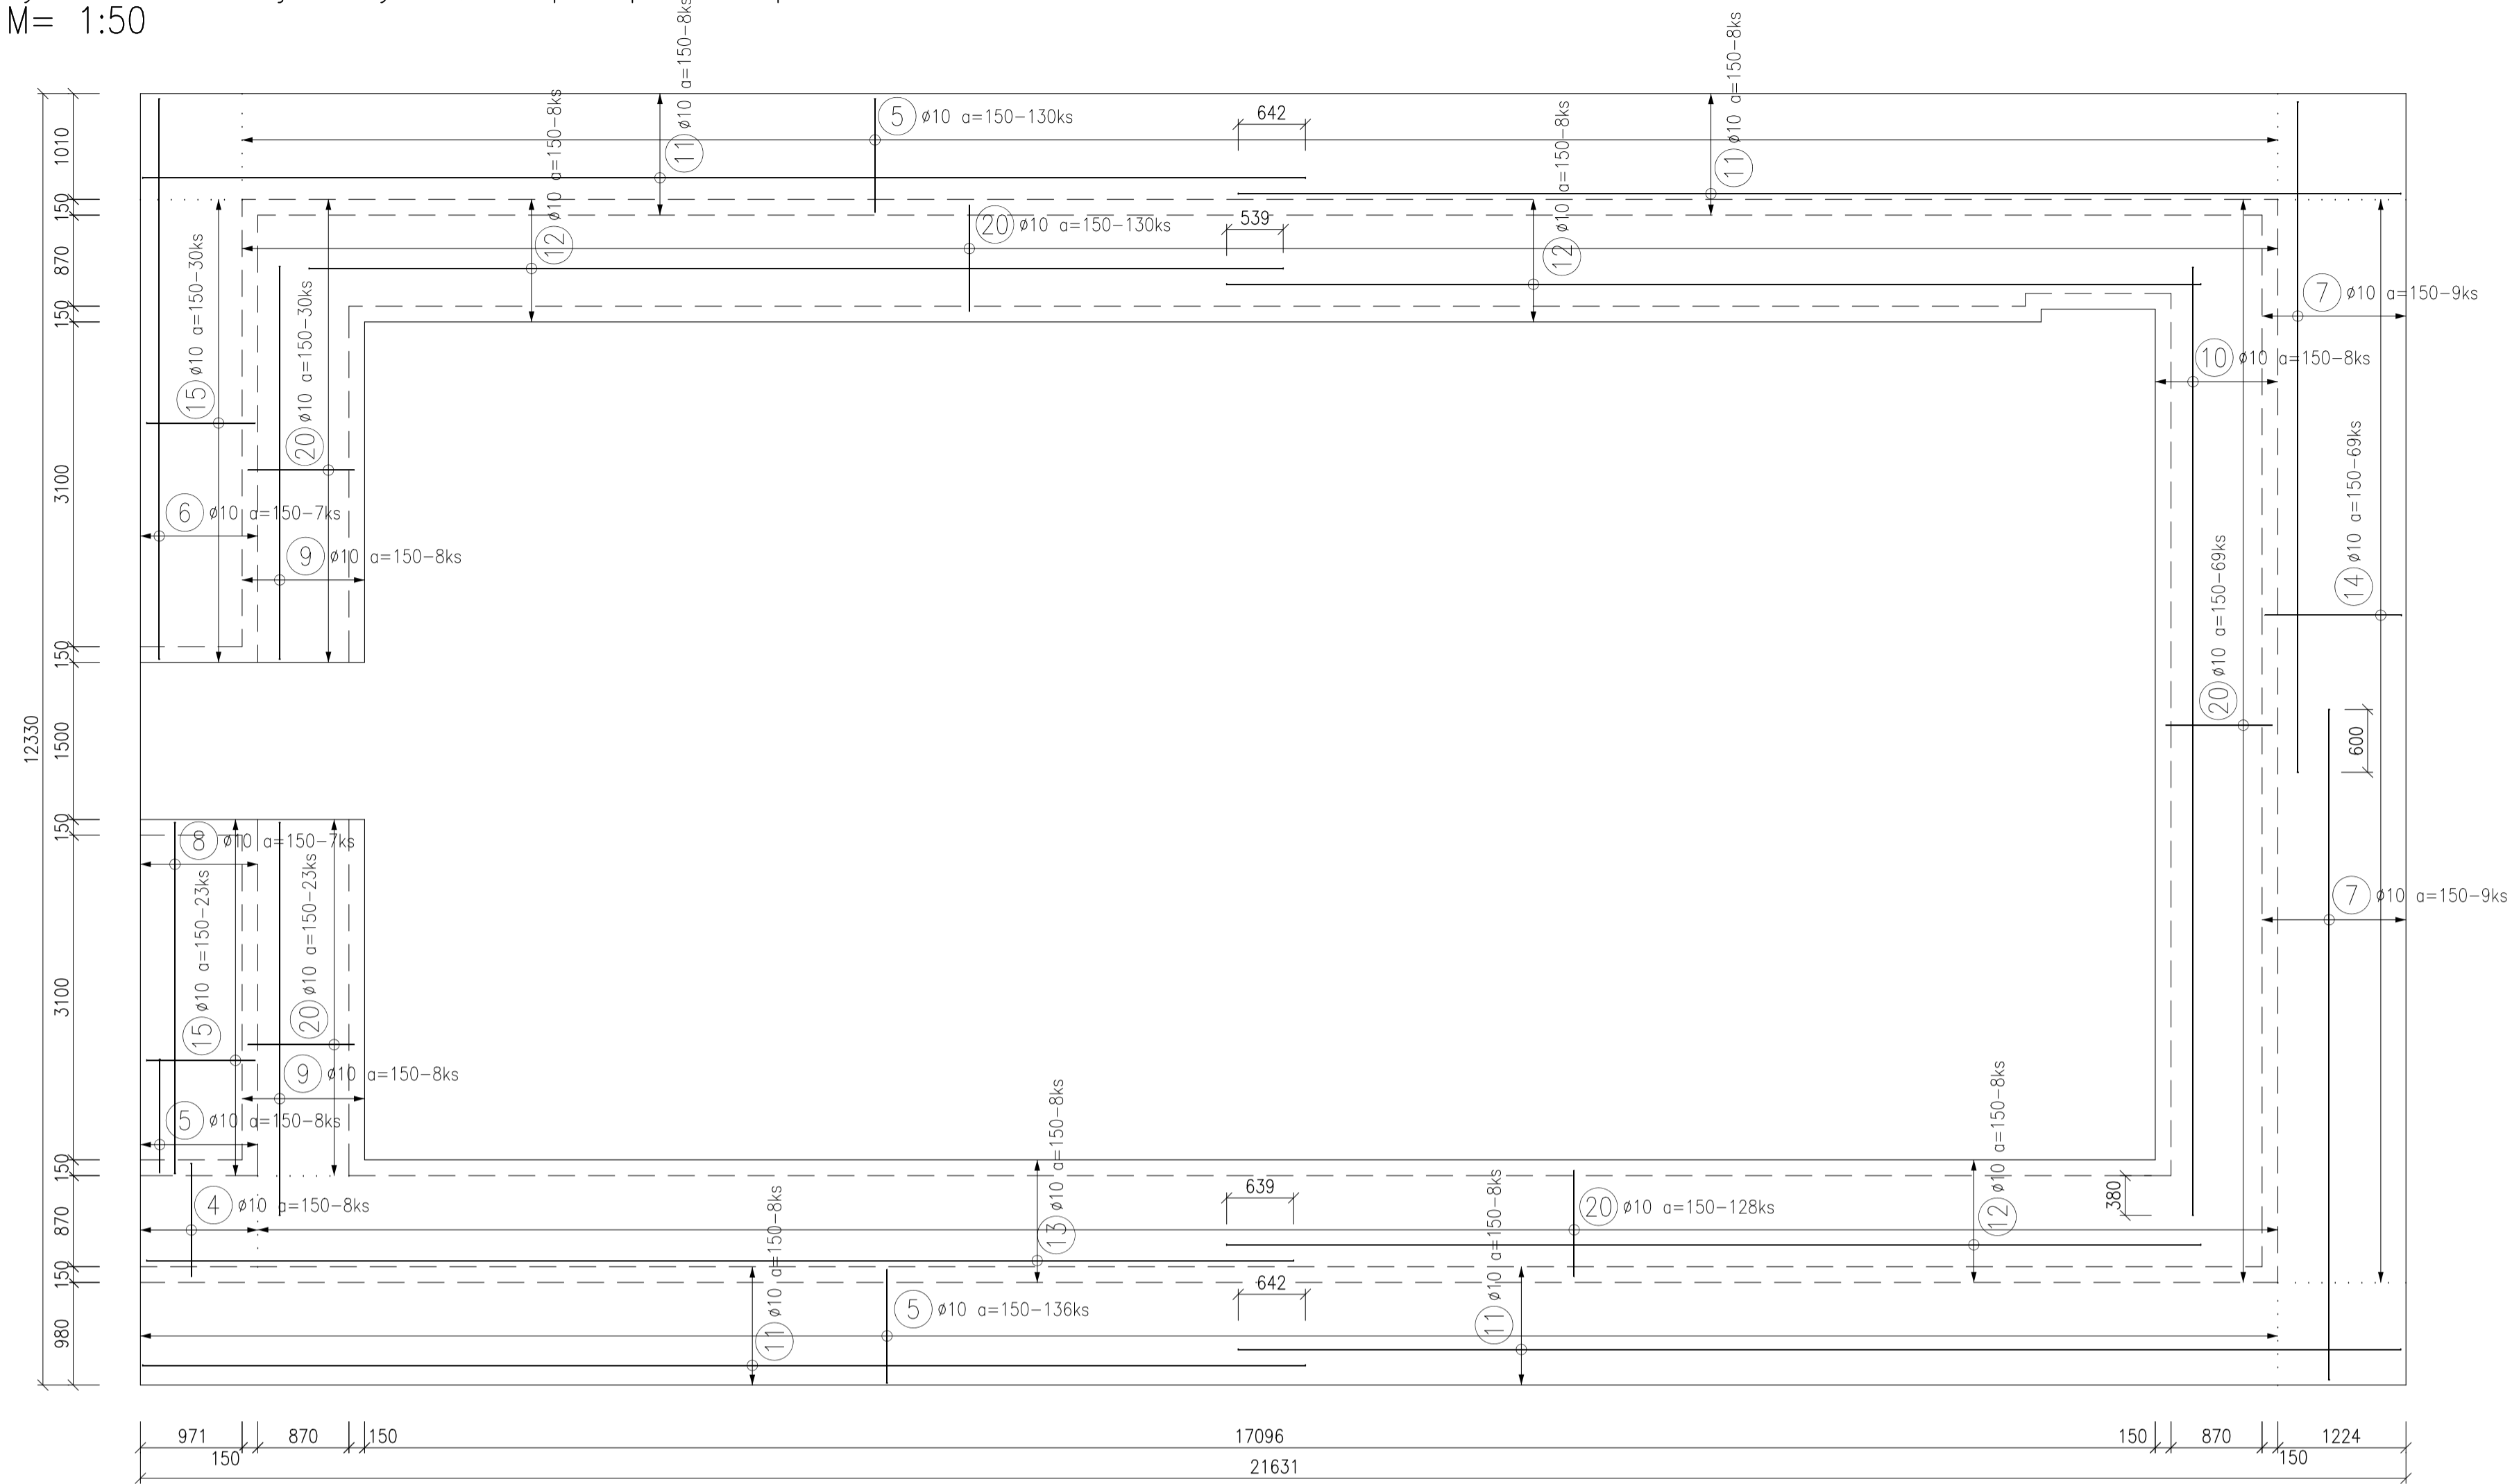 M= 1:50
11 ø10 a=150-8ks
11 ø10 a=150-8ks
5 ø10 a=150-130ks
642
12 ø10 a=150-8ks
12 ø10 a=150-8ks
20 ø10 a=150-130ks
539
7 ø10 a=150-9ks
15 ø10 a=150-30ks
20 ø10 a=150-30ks
10 ø10 a=150-8ks
6 ø10 a=150-7ks
9 ø10 a=150-8ks
14 ø10 a=150-69ks
20 ø10 a=150-69ks
600
8 ø10 a=150-7ks
15 ø10 a=150-23ks
20 ø10 a=150-23ks
7 ø10 a=150-9ks
9 ø10 a=150-8ks
5 ø10 a=150-8ks
4 ø10 a=150-8ks
13 ø10 a=150-8ks
12 ø10 a=150-8ks
639
20 ø10 a=150-128ks
380
11 ø10 a=150-8ks
642
11 ø10 a=150-8ks
5 ø10 a=150-136ks
12330
1010
150
870
150
3100
150
1500
150
3100
150
870
150
980
971
150
870
150
17096
150
870
150
1224
21631